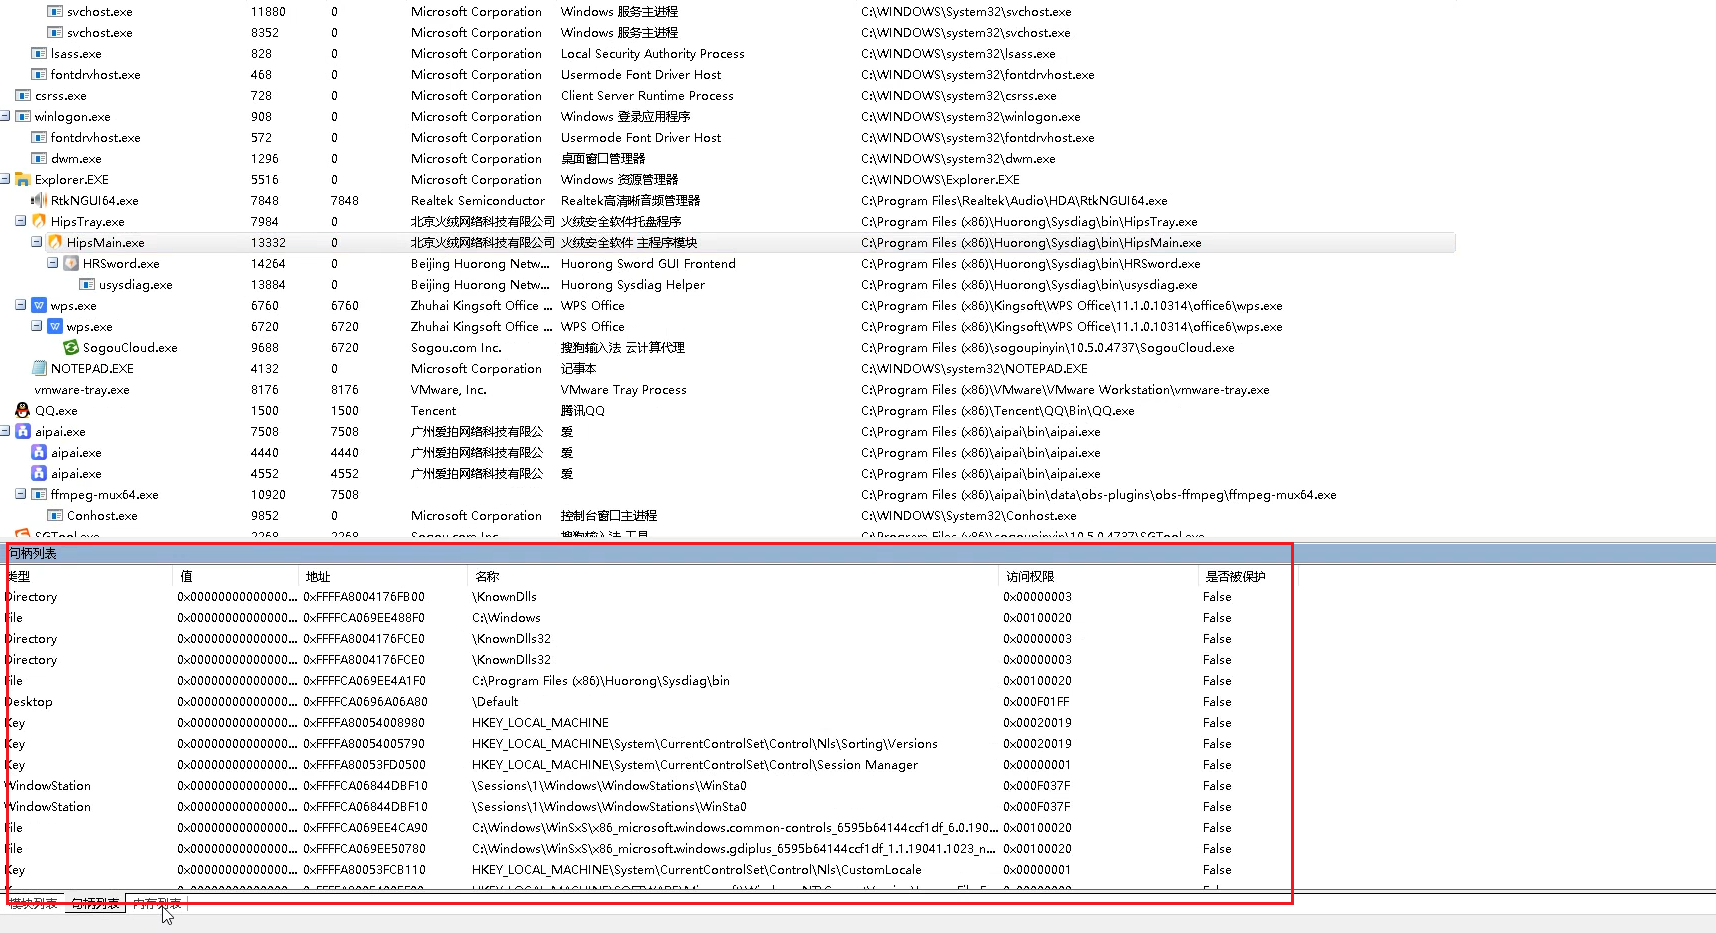 svchost.exe 11880 0 Microsoft Corporation Windows 服务主进程 C:\WINDOWS\System32\svchost.exe
svchost.exe 8352 0 Microsoft Corporation Windows 服务主进程 C:\WINDOWS\system32\svchost.exe
lsass.exe 828 0 Microsoft Corporation Local Security Authority Process C:\WINDOWS\system32\lsass.exe
fontdrvhost.exe 468 0 Microsoft Corporation Usermode Font Driver Host C:\WINDOWS\system32\fontdrvhost.exe
csrss.exe 728 0 Microsoft Corporation Client Server Runtime Process C:\WINDOWS\system32\csrss.exe
winlogon.exe 908 0 Microsoft Corporation Windows 登录应用程序 C:\WINDOWS\system32\winlogon.exe
fontdrvhost.exe 572 0 Microsoft Corporation Usermode Font Driver Host C:\WINDOWS\system32\fontdrvhost.exe
dwm.exe 1296 0 Microsoft Corporation 桌面窗口管理器 C:\WINDOWS\system32\dwm.exe
Explorer.EXE 5516 0 Microsoft Corporation Windows 资源管理器 C:\WINDOWS\Explorer.EXE
RtkNGUI64.exe 7848 7848 Realtek Semiconductor Realtek高清晰音频管理器 C:\Program Files\Realtek\Audio\HDA\RtkNGUI64.exe
HipsTray.exe 7984 0 北京火绒网络科技有限公司 火绒安全软件托盘程序 C:\Program Files (x86)\Huorong\Sysdiag\bin\HipsTray.exe
HipsMain.exe 13332 0 北京火绒网络科技有限公司 火绒安全软件 主程序模块 C:\Program Files (x86)\Huorong\Sysdiag\bin\HipsMain.exe
HRSword.exe 14264 0 Beijing Huorong Netw... Huorong Sword GUI Frontend C:\Program Files (x86)\Huorong\Sysdiag\bin\HRSword.exe
usysdiag.exe 13884 0 Beijing Huorong Netw... Huorong Sysdiag Helper C:\Program Files (x86)\Huorong\Sysdiag\bin\usysdiag.exe
wps.exe 6760 6760 Zhuhai Kingsoft Office ... WPS Office C:\Program Files (x86)\Kingsoft\WPS Office\11.1.0.10314\office6\wps.exe
wps.exe 6720 6720 Zhuhai Kingsoft Office ... WPS Office C:\Program Files (x86)\Kingsoft\WPS Office\11.1.0.10314\office6\wps.exe
SogouCloud.exe 9688 6720 Sogou.com Inc. 搜狗输入法 云计算代理 C:\Program Files (x86)\sogoupinyin\10.5.0.4737\SogouCloud.exe
NOTEPAD.EXE 4132 0 Microsoft Corporation 记事本 C:\WINDOWS\system32\NOTEPAD.EXE
vmware-tray.exe 8176 8176 VMware, Inc. VMware Tray Process C:\Program Files (x86)\VMware\VMware Workstation\vmware-tray.exe
QQ.exe 1500 1500 Tencent 腾讯QQ C:\Program Files (x86)\Tencent\QQ\Bin\QQ.exe
aipai.exe 7508 7508 广州爱拍网络科技有限公 爱 C:\Program Files (x86)\aipai\bin\aipai.exe
aipai.exe 4440 4440 广州爱拍网络科技有限公 爱 C:\Program Files (x86)\aipai\bin\aipai.exe
aipai.exe 4552 4552 广州爱拍网络科技有限公 爱 C:\Program Files (x86)\aipai\bin\aipai.exe
ffmpeg-mux64.exe 10920 7508 C:\Program Files (x86)\aipai\bin\data\obs-plugins\obs-ffmpeg\ffmpeg-mux64.exe
Conhost.exe 9852 0 Microsoft Corporation 控制台窗口主进程 C:\WINDOWS\System32\Conhost.exe
SGTool.exe 2268 2268 Sogou.com Inc. 搜狗输入法 工具 C:\Program Files (x86)\sogoupinyin\10.5.0.4737\SGTool.exe
句柄列表
类型 值 地址 名称 访问权限 是否被保护
Directory 0x00000000000000... 0xFFFFA8004176FB00 \KnownDlls 0x00000003 False
File 0x00000000000000... 0xFFFFCA069EE488F0 C:\Windows 0x00100020 False
Directory 0x00000000000000... 0xFFFFA8004176FCE0 \KnownDlls32 0x00000003 False
Directory 0x00000000000000... 0xFFFFA8004176FCE0 \KnownDlls32 0x00000003 False
File 0x00000000000000... 0xFFFFCA069EE4A1F0 C:\Program Files (x86)\Huorong\Sysdiag\bin 0x00100020 False
Desktop 0x00000000000000... 0xFFFFCA0696A06A80 \Default 0x000F01FF False
Key 0x00000000000000... 0xFFFFA80054008980 HKEY_LOCAL_MACHINE 0x00020019 False
Key 0x00000000000000... 0xFFFFA80054005790 HKEY_LOCAL_MACHINE\System\CurrentControlSet\Control\Nls\Sorting\Versions 0x00020019 False
Key 0x00000000000000... 0xFFFFA80053FD0500 HKEY_LOCAL_MACHINE\System\CurrentControlSet\Control\Session Manager 0x00000001 False
WindowStation 0x00000000000000... 0xFFFFCA06844DBF10 \Sessions\1\Windows\WindowStations\WinSta0 0x000F037F False
WindowStation 0x00000000000000... 0xFFFFCA06844DBF10 \Sessions\1\Windows\WindowStations\WinSta0 0x000F037F False
File 0x00000000000000... 0xFFFFCA069EE4CA90 C:\Windows\WinSxS\x86_microsoft.windows.common-controls_6595b64144ccf1df_6.0.190... 0x00100020 False
File 0x00000000000000... 0xFFFFCA069EE50780 C:\Windows\WinSxS\x86_microsoft.windows.gdiplus_6595b64144ccf1df_1.1.19041.1023_n... 0x00100020 False
Key 0x00000000000000... 0xFFFFA80053FCB110 HKEY_LOCAL_MACHINE\System\CurrentControlSet\Control\Nls\CustomLocale 0x00000001 False
模块列表 句柄列表 内存列表